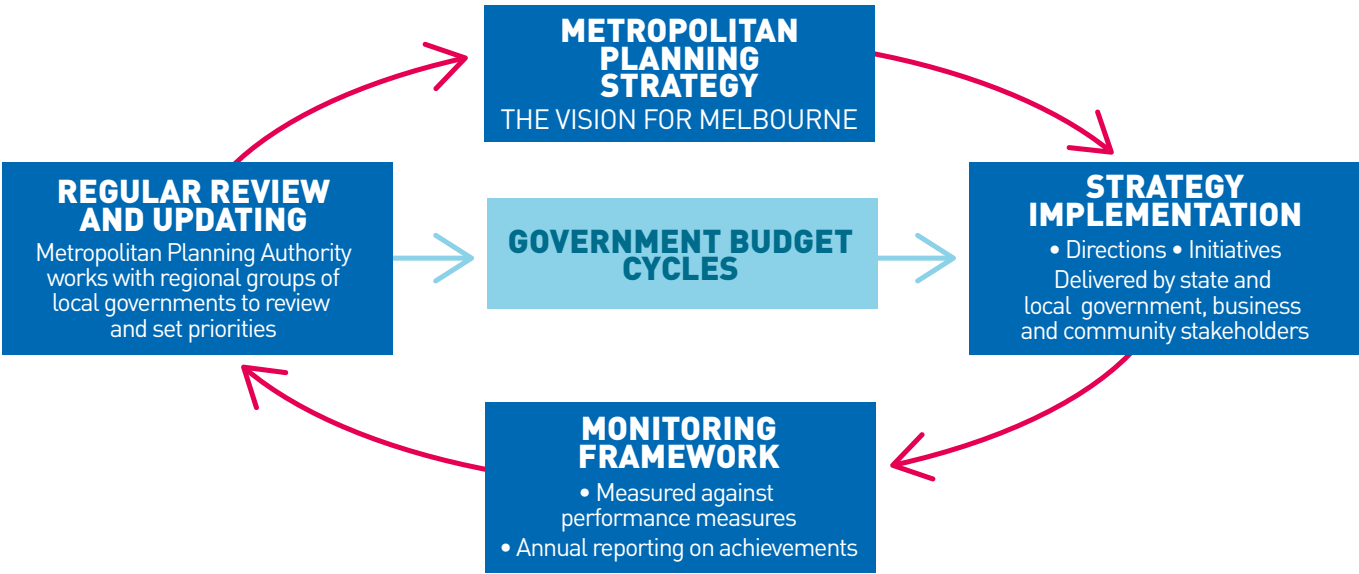 METROPOLITAN
PLANNING
STRATEGY
THE VISION FOR MELBOURNE
REGULAR REVIEW
AND UPDATING
Metropolitan Planning Authority
works with regional groups of
local governments to review
and set priorities
GOVERNMENT BUDGET
CYCLES
STRATEGY
IMPLEMENTATION
• Directions • Initiatives
Delivered by state and
local government, business
and community stakeholders
MONITORING
FRAMEWORK
• Measured against
performance measures
• Annual reporting on achievements